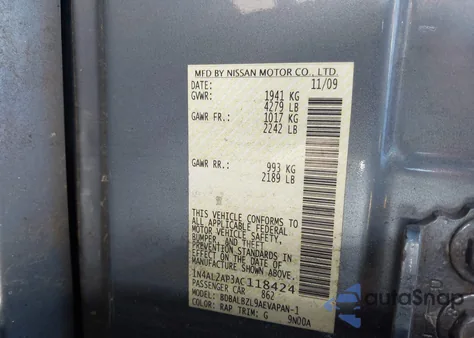 MFD BY NISSAN MOTOR CO., LTD.
DATE: 11/09
GVWR: 1941 KG
4279 LB
GAWR FR.: 1017 KG
2242 LB
GAWR RR.: 993 KG
2189 LB
THIS VEHICLE CONFORMS TO
ALL APPLICABLE FEDERAL
MOTOR VEHICLE SAFETY,
BUMPER, AND THEFT
PREVENTION STANDARDS IN
EFFECT ON THE DATE OF
MANUFACTURE SHOWN ABOVE.
1N4AL2AP3AC118424
PASSENGER CAR 862
MODEL: BDBALBZL9AEVAPAN-1
COLOR: RAP TRIM: G 9N00A
autoSnap